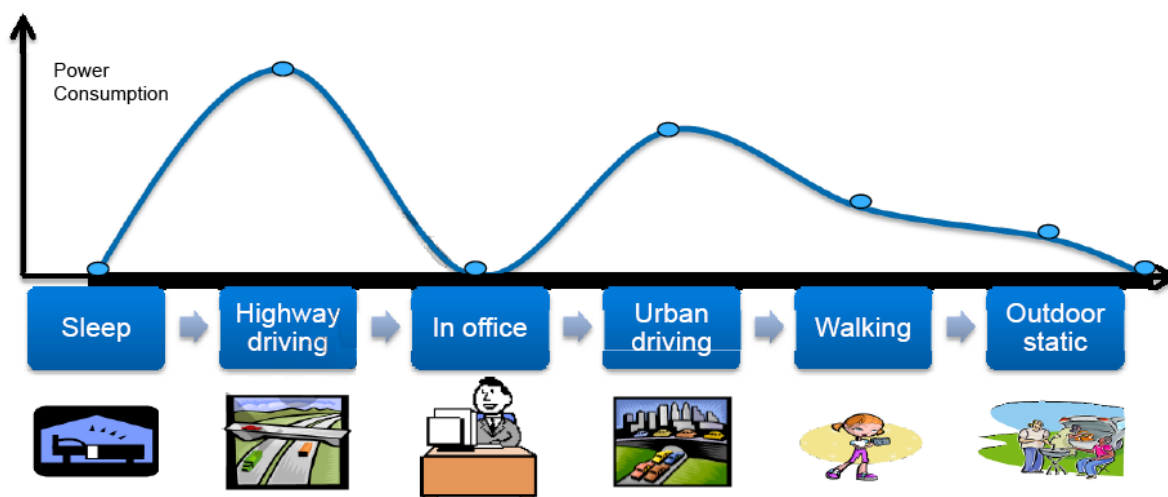 Power
Consumption
Sleep
Highway
driving
In office
Urban
driving
Walking
Outdoor
static